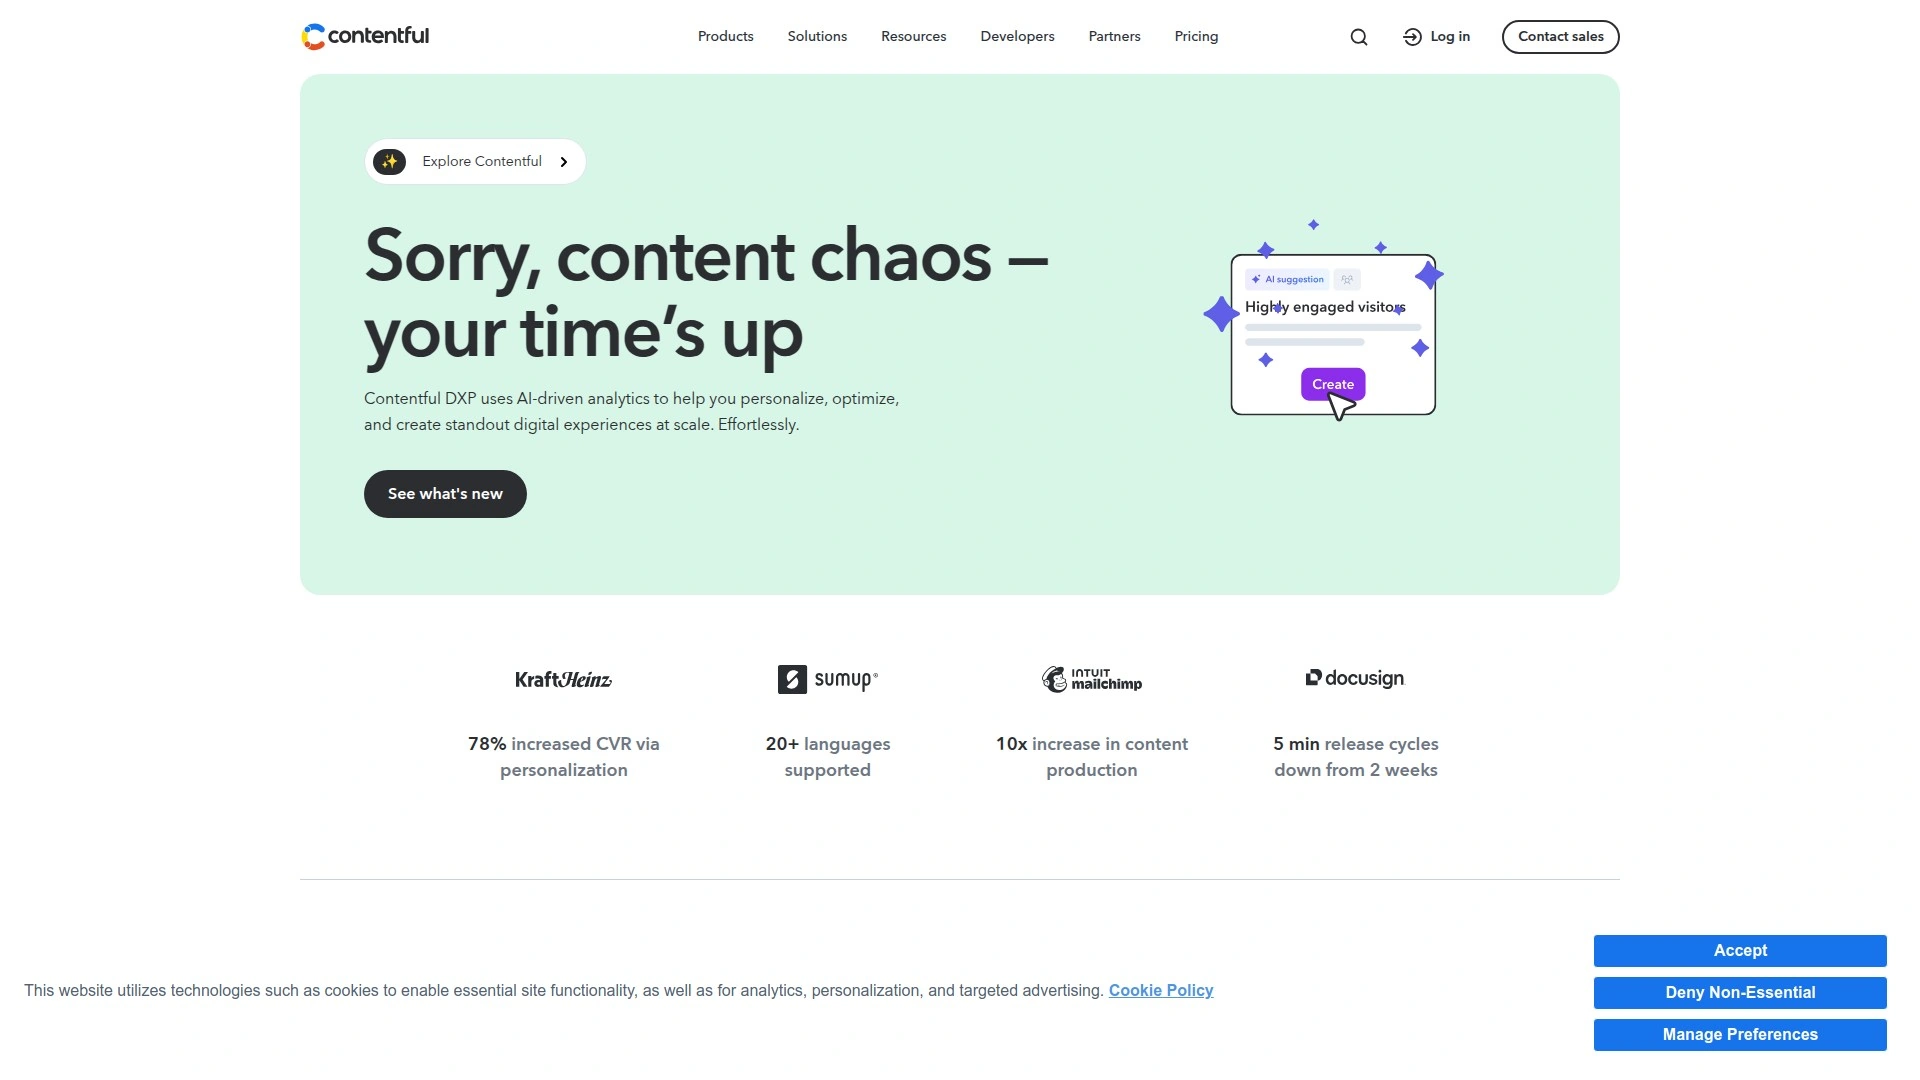 contentful
Products
Solutions
Resources
Developers
Partners
Pricing
Log in
Contact sales
Explore Contentful
Sorry, content chaos –
your time’s up
Contentful DXP uses AI-driven analytics to help you personalize, optimize,
and create standout digital experiences at scale. Effortlessly.
See what's new
AI suggestion
Highly engaged visitors
Create
KraftHeinz
sumup®
INTUIT
mailchimp
docusign
78% increased CVR via
personalization
20+ languages
supported
10x increase in content
production
5 min release cycles
down from 2 weeks
This website utilizes technologies such as cookies to enable essential site functionality, as well as for analytics, personalization, and targeted advertising. Cookie Policy
Accept
Deny Non-Essential
Manage Preferences